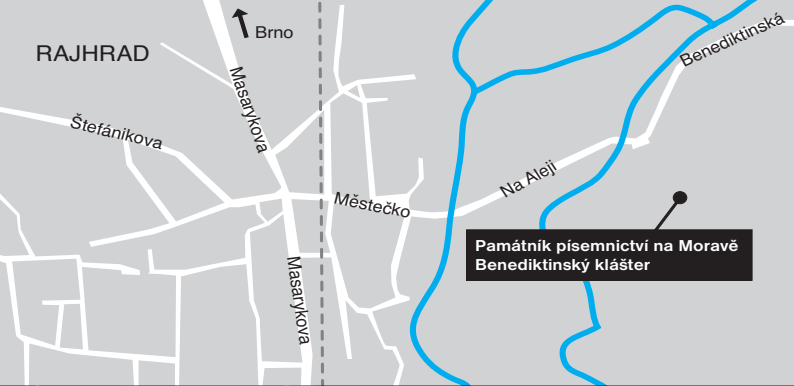 Brno
RAJHRAD
Benediktinská
Masarykova
Štefánikova
Na Aleji
Městečko
Památník písemnictví na Moravě
Benediktinský klášter
Masarykova